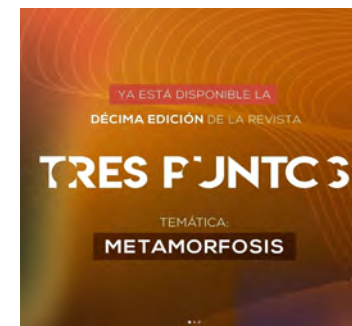 YA ESTÁ DISPONIBLE LA
DÉCIMA EDICIÓN DE LA REVISTA
TRES PUNTOS
TEMÁTICA:
METAMORFOSIS